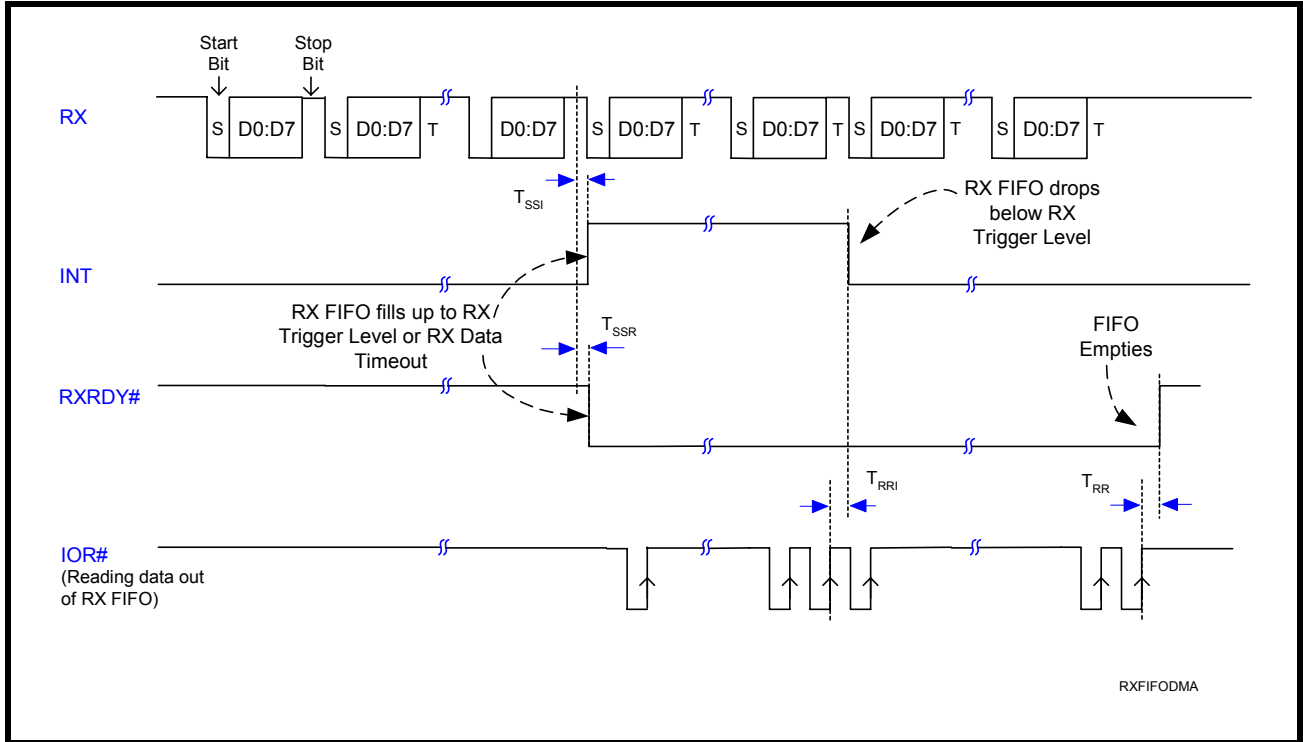 Start
Bit
Stop
Bit
RX
S D0:D7 S D0:D7 T D0:D7 S D0:D7 T S D0:D7 T S D0:D7 T S D0:D7 T
TSSI
RX FIFO drops
below RX
Trigger Level
INT
RX FIFO fills up to RX
Trigger Level or RX Data
Timeout
TSSR
FIFO
Empties
RXRDY#
TRRI
TRR
IOR#
(Reading data out
of RX FIFO)
RXFIFODMA